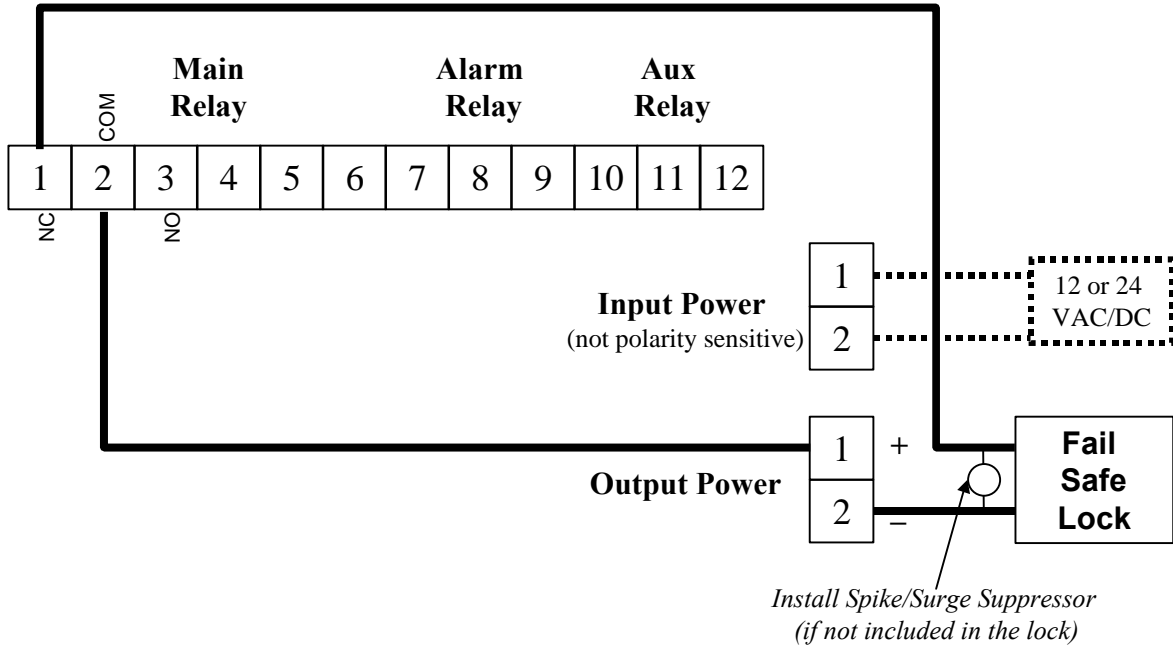 Main
Relay
Alarm
Relay
Aux
Relay
COM
1 2 3 4 5 6 7 8 9 10 11 12
NC
NO
Input Power
(not polarity sensitive)
1
2
12 or 24
VAC/DC
Output Power
1
2
+
–
Fail
Safe
Lock
Install Spike/Surge Suppressor
(if not included in the lock)